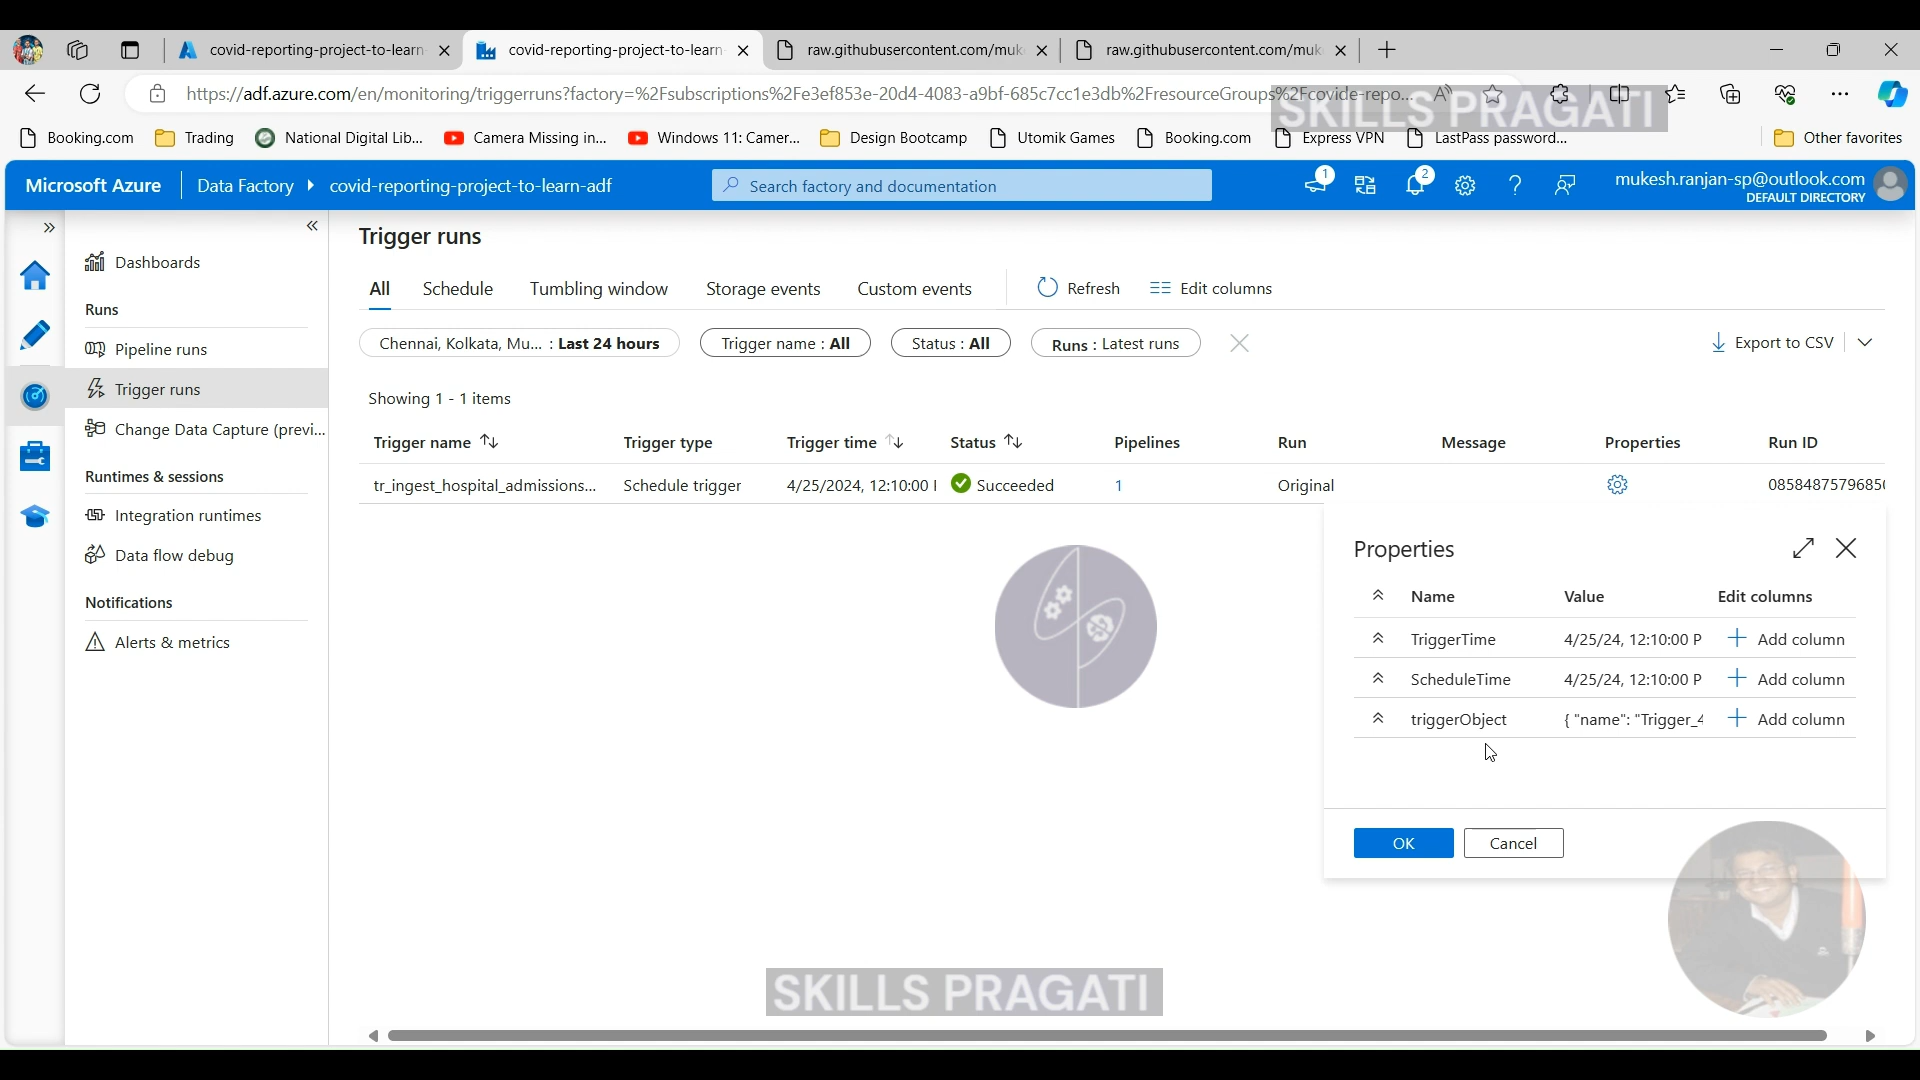 covid-reporting-project-to-learn
covid-reporting-project-to-learn
raw.githubusercontent.com/muk
raw.githubusercontent.com/muk
https://adf.azure.com/en/monitoring/triggerruns?factory=%2Fsubscriptions%2Fe3ef853e-20d4-4083-a9bf-685c7cc1e3db%2FresourceGroups%2Fcovide-repo...
SKILLS PRAGATI
Booking.com
Trading
National Digital Lib...
Camera Missing in...
Windows 11: Camer...
Design Bootcamp
Utomik Games
Booking.com
Express VPN
LastPass password...
Other favorites
Microsoft Azure
Data Factory
covid-reporting-project-to-learn-adf
Search factory and documentation
1
2
mukesh.ranjan-sp@outlook.com
DEFAULT DIRECTORY
Dashboards
Runs
Pipeline runs
Trigger runs
Change Data Capture (previ...
Runtimes & sessions
Integration runtimes
Data flow debug
Notifications
Alerts & metrics
Trigger runs
All Schedule Tumbling window Storage events Custom events Refresh Edit columns
Chennai, Kolkata, Mu... : Last 24 hours
Trigger name : All
Status : All
Runs : Latest runs
Export to CSV
Showing 1 - 1 items
Trigger name Trigger type Trigger time Status Pipelines Run Message Properties Run ID
tr_ingest_hospital_admissions... Schedule trigger 4/25/2024, 12:10:00 Succeeded 1 Original 0858487579685
Properties
Name Value Edit columns
TriggerTime 4/25/24, 12:10:00 P Add column
ScheduleTime 4/25/24, 12:10:00 P Add column
triggerObject { "name": "Trigger_4 Add column
OK Cancel
SKILLS PRAGATI